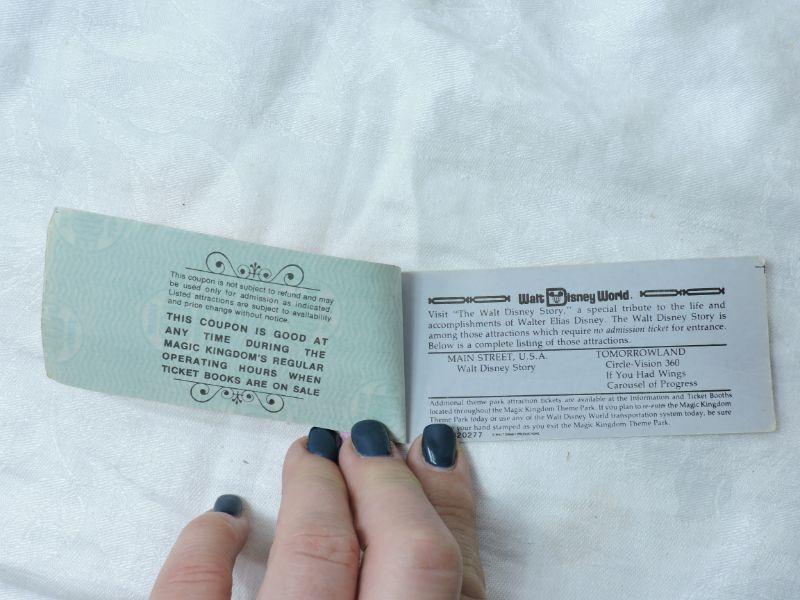 This coupon is not subject to refund and may
be used only for admission as indicated.
Listed attractions are subject to availability
and price change without notice.
THIS COUPON IS GOOD AT
ANY TIME DURING THE
MAGIC KINGDOM'S REGULAR
OPERATING HOURS WHEN
TICKET BOOKS ARE ON SALE
Walt Disney World.
Visit "The Walt Disney Story," a special tribute to the life and
accomplishments of Walter Elias Disney. The Walt Disney Story is
among those attractions which require no admission ticket for entrance.
Below is a complete listing of those attractions.
MAIN STREET, U.S.A.
Walt Disney Story
TOMORROWLAND
Circle-Vision 360
If You Had Wings
Carousel of Progress
Additional theme park attraction tickets are available at the Information and Ticket Booths
located throughout the Magic Kingdom Theme Park. If you plan to re-enter the Magic Kingdom
Theme Park today or use any of the Walt Disney World transportation system today, be sure
your hand stamped as you exit the Magic Kingdom Theme Park.
20277 © WALT DISNEY PRODUCTIONS